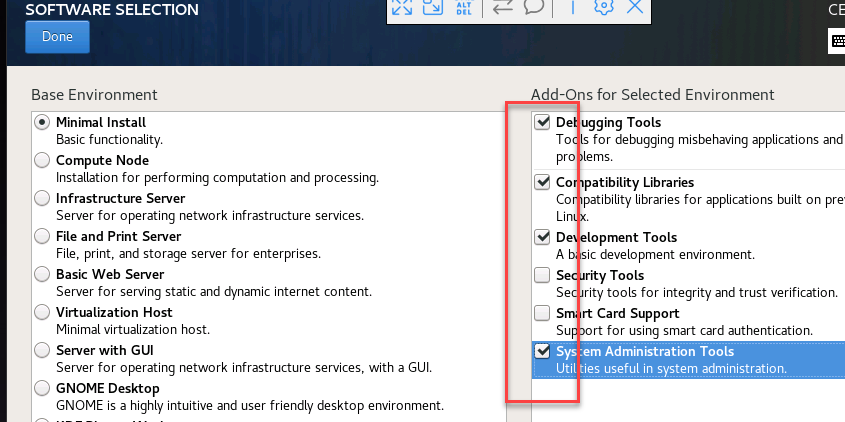 SOFTWARE SELECTION
CE
ALT
DEL
Done
Base Environment
Minimal Install
Basic functionality.
Compute Node
Installation for performing computation and processing.
Infrastructure Server
Server for operating network infrastructure services.
File and Print Server
File, print, and storage server for enterprises.
Basic Web Server
Server for serving static and dynamic internet content.
Virtualization Host
Minimal virtualization host.
Server with GUI
Server for operating network infrastructure services, with a GUI.
GNOME Desktop
GNOME is a highly intuitive and user friendly desktop environment.
Add-Ons for Selected Environment
Debugging Tools
Tools for debugging misbehaving applications and
problems.
Compatibility Libraries
Compatibility libraries for applications built on pre
Linux.
Development Tools
A basic development environment.
Security Tools
Security tools for integrity and trust verification.
Smart Card Support
Support for using smart card authentication.
System Administration Tools
Utilities useful in system administration.